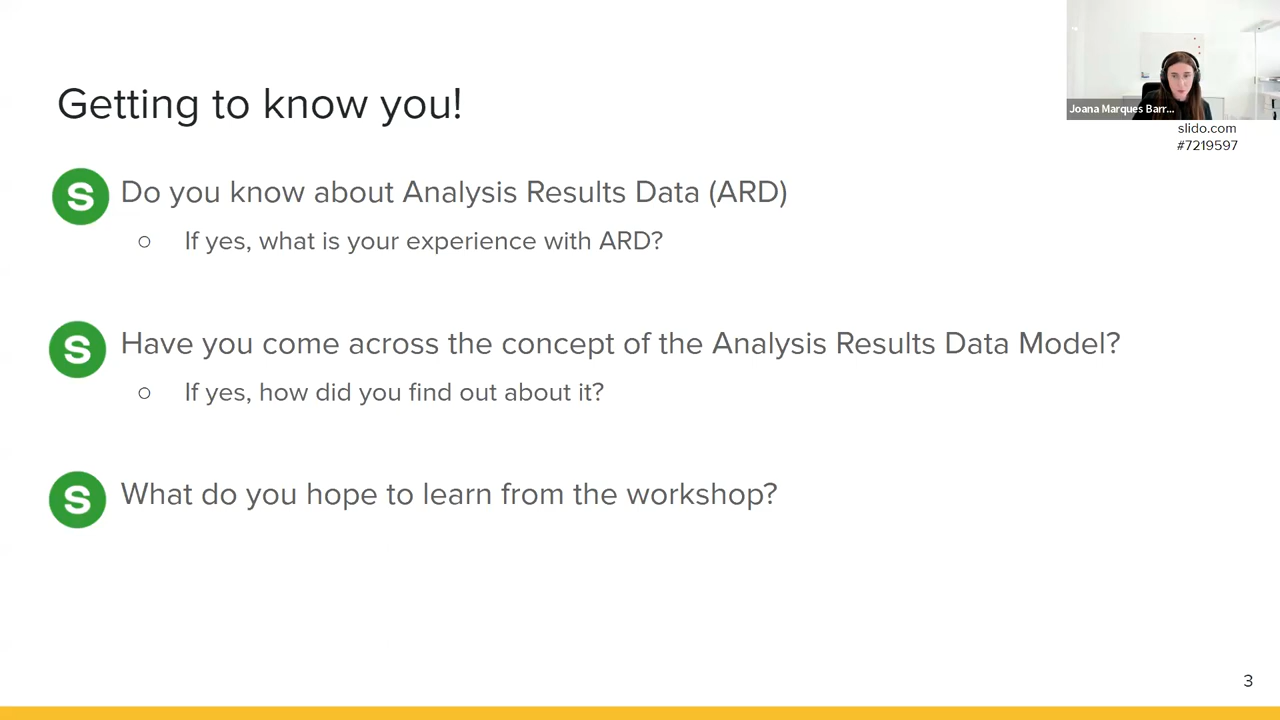 Joana Marques Barr...
slido.com
#7219597
Getting to know you!
S Do you know about Analysis Results Data (ARD)
○ If yes, what is your experience with ARD?
S Have you come across the concept of the Analysis Results Data Model?
○ If yes, how did you find out about it?
S What do you hope to learn from the workshop?
3